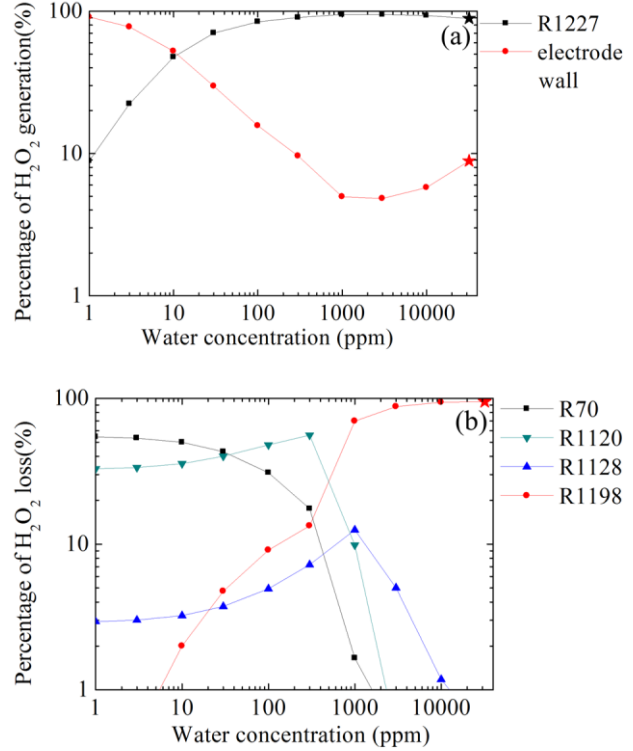 100
10
1
Percentage of H₂O₂ generation(%)
(a)
R1227
electrode
wall
1 10 100 1000 10000
Water concentration (ppm)
100
10
1
Percentage of H₂O₂ loss(%)
(b)
R70
R1120
R1128
R1198
1 10 100 1000 10000
Water concentration (ppm)